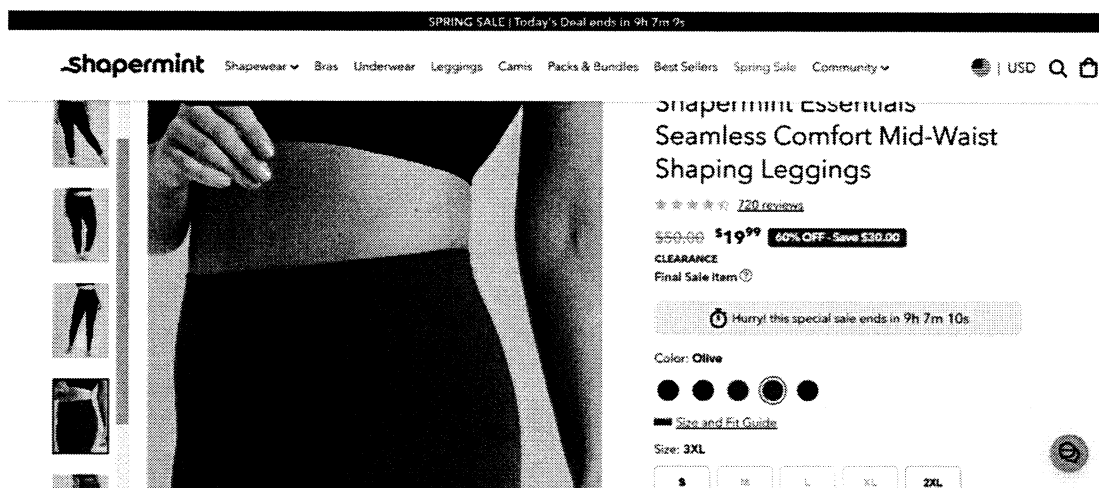 SPRING SALE | Today's Deal ends in 9h 7m 9s
shapermint Shapewear Bras Underwear Leggings Camis Packs & Bundles Best Sellers Spring Sale Community | USD
Shapermint Essentials
Seamless Comfort Mid-Waist
Shaping Leggings
720 reviews
$50.00 $19.99 60% OFF - Save $30.00
CLEARANCE
Final Sale Item ?
Hurry! this special sale ends in 9h 7m 10s
Color: Olive
Size and Fit Guide
Size: 3XL
S M L XL 2XL